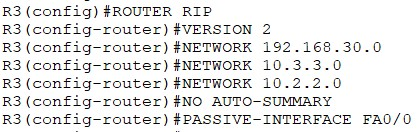 R3(config)#ROUTER RIP
R3(config-router)#VERSION 2
R3(config-router)#NETWORK 192.168.30.0
R3(config-router)#NETWORK 10.3.3.0
R3(config-router)#NETWORK 10.2.2.0
R3(config-router)#NO AUTO-SUMMARY
R3(config-router)#PASSIVE-INTERFACE FA0/0